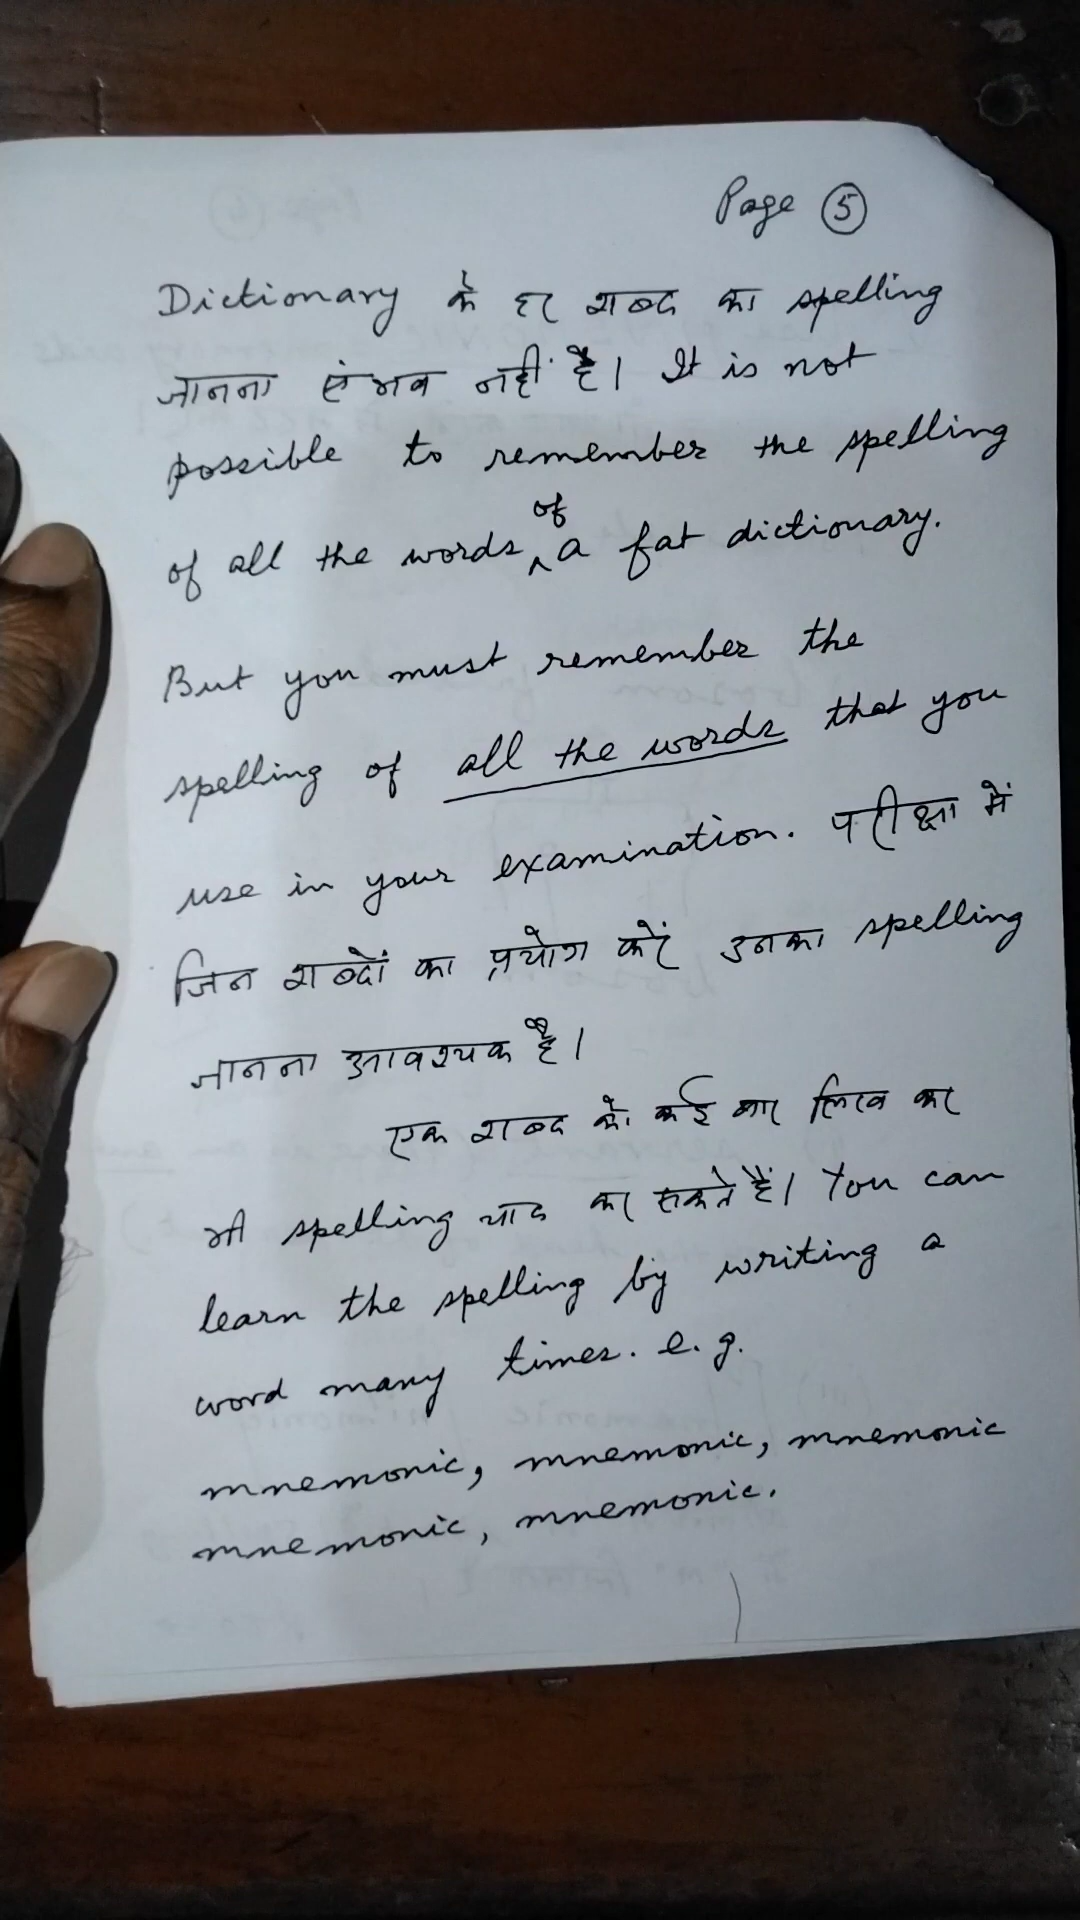 Page 5
Dictionary के हर शब्द का spelling
जानना संभव नहीं है। It is not
possible to remember the spelling
of all the words of a fat dictionary.
But you must remember the
spelling of all the words that you
use in your examination. परीक्षा में
जिन शब्दों का प्रयोग करें उनका spelling
जानना आवश्यक है।
एक शब्द को कई बार लिख कर
भी spelling याद कर सकते हैं। You can
learn the spelling by writing a
word many times. e.g.
mnemonic, mnemonic, mnemonic
mnemonic, mnemonic.